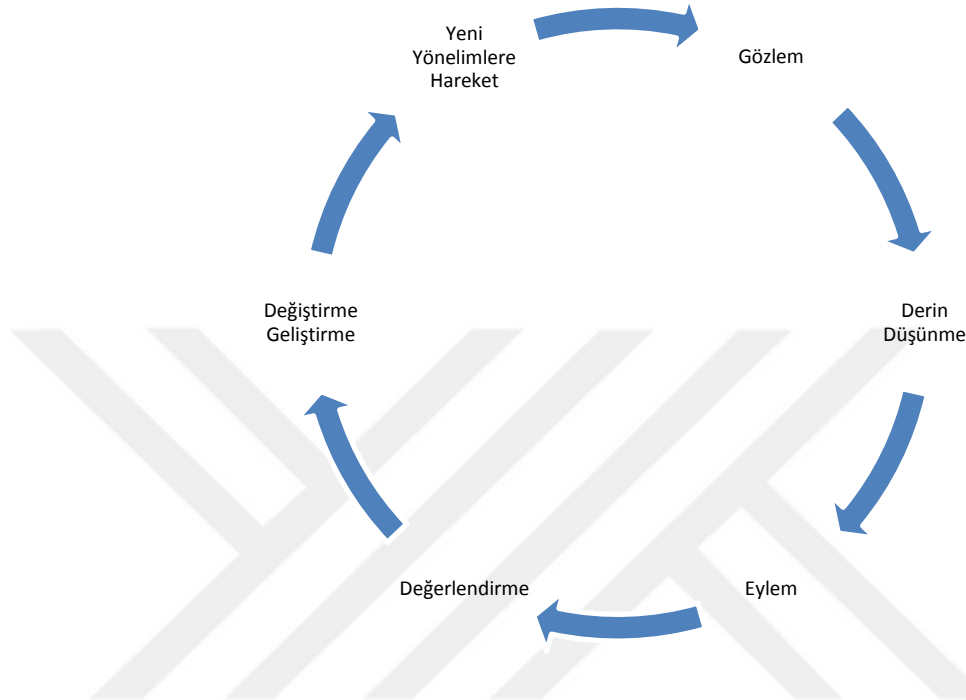 Yeni
Yönelimlere
Hareket
Gözlem
Derin
Düşünme
Eylem
Değerlendirme
Değiştirme
Geliştirme